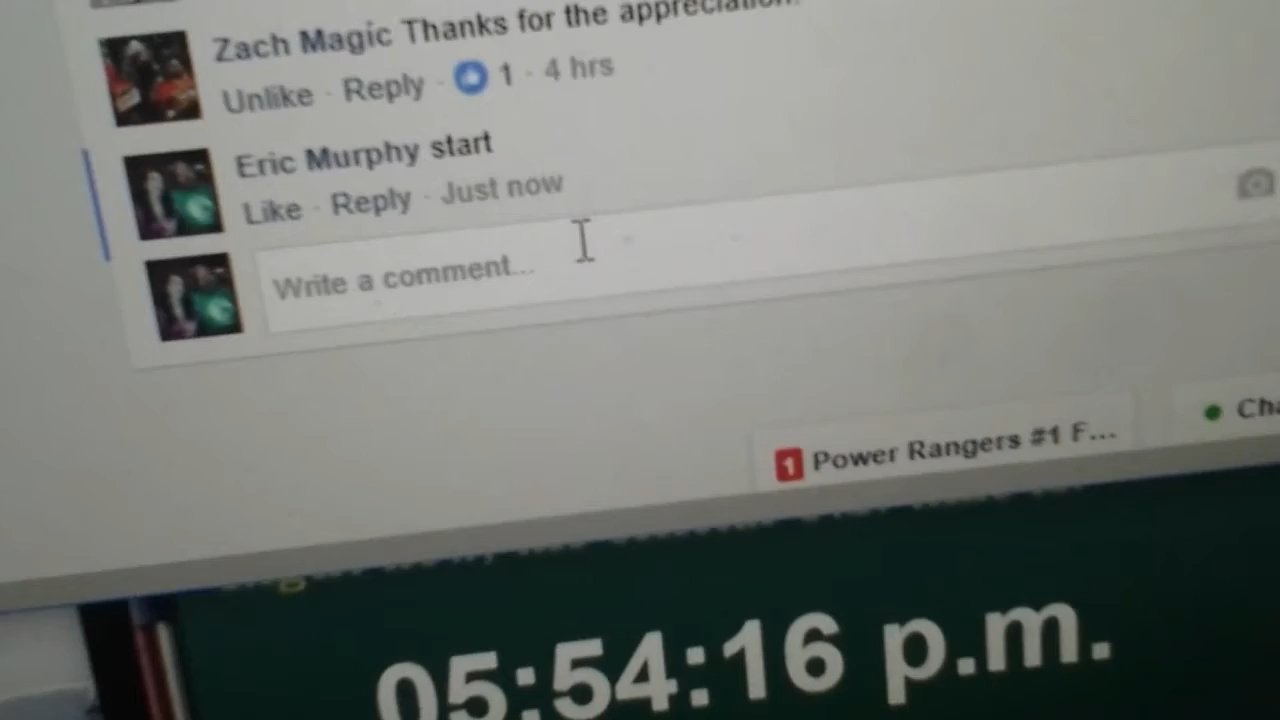 Zach Magic Thanks for the appreciation!
Unlike · Reply · 1 · 4 hrs
Eric Murphy start
Like · Reply · Just now
Write a comment...
1 Power Rangers #1 F...
Cha
05:54:16 p.m.